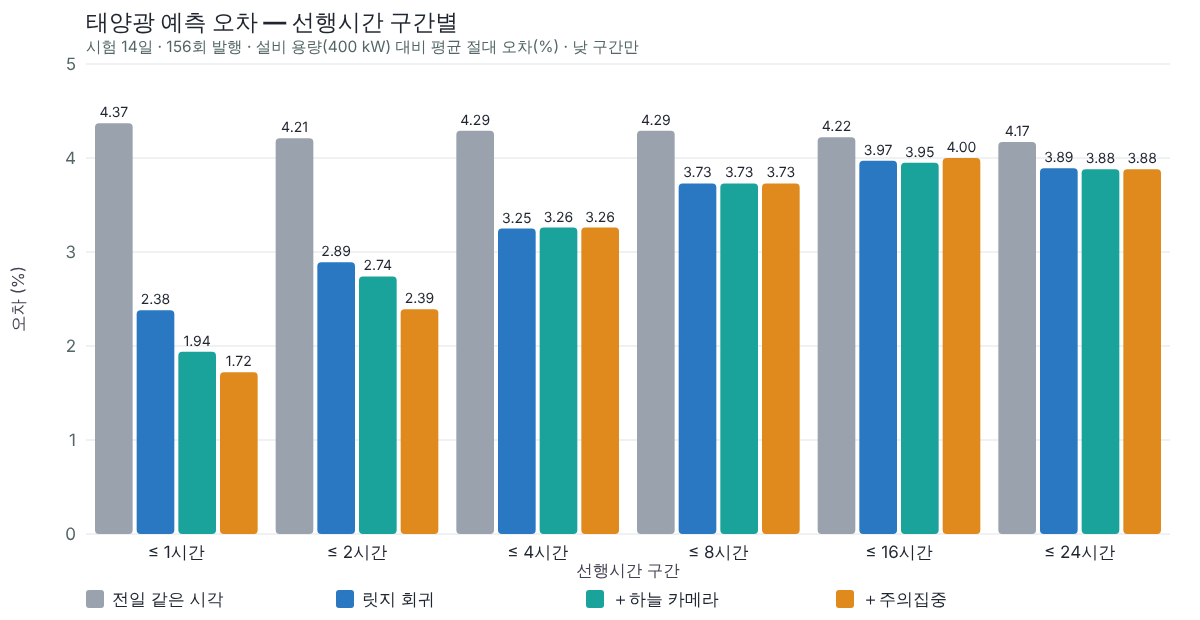 태양광 예측 오차 — 선행시간 구간별
시험 14일 · 156회 발행 · 설비 용량(400 kW) 대비 평균 절대 오차(%) · 낮 구간만
오차 (%)
5
4
3
2
1
0
4.37
2.38
1.94
1.72
4.21
2.89
2.74
2.39
4.29
3.25
3.26
3.26
4.29
3.73
3.73
3.73
4.22
3.97
3.95
4.00
4.17
3.89
3.88
3.88
≤ 1시간
≤ 2시간
≤ 4시간
≤ 8시간
≤ 16시간
≤ 24시간
선행시간 구간
전일 같은 시각
릿지 회귀
+하늘 카메라
+주의집중